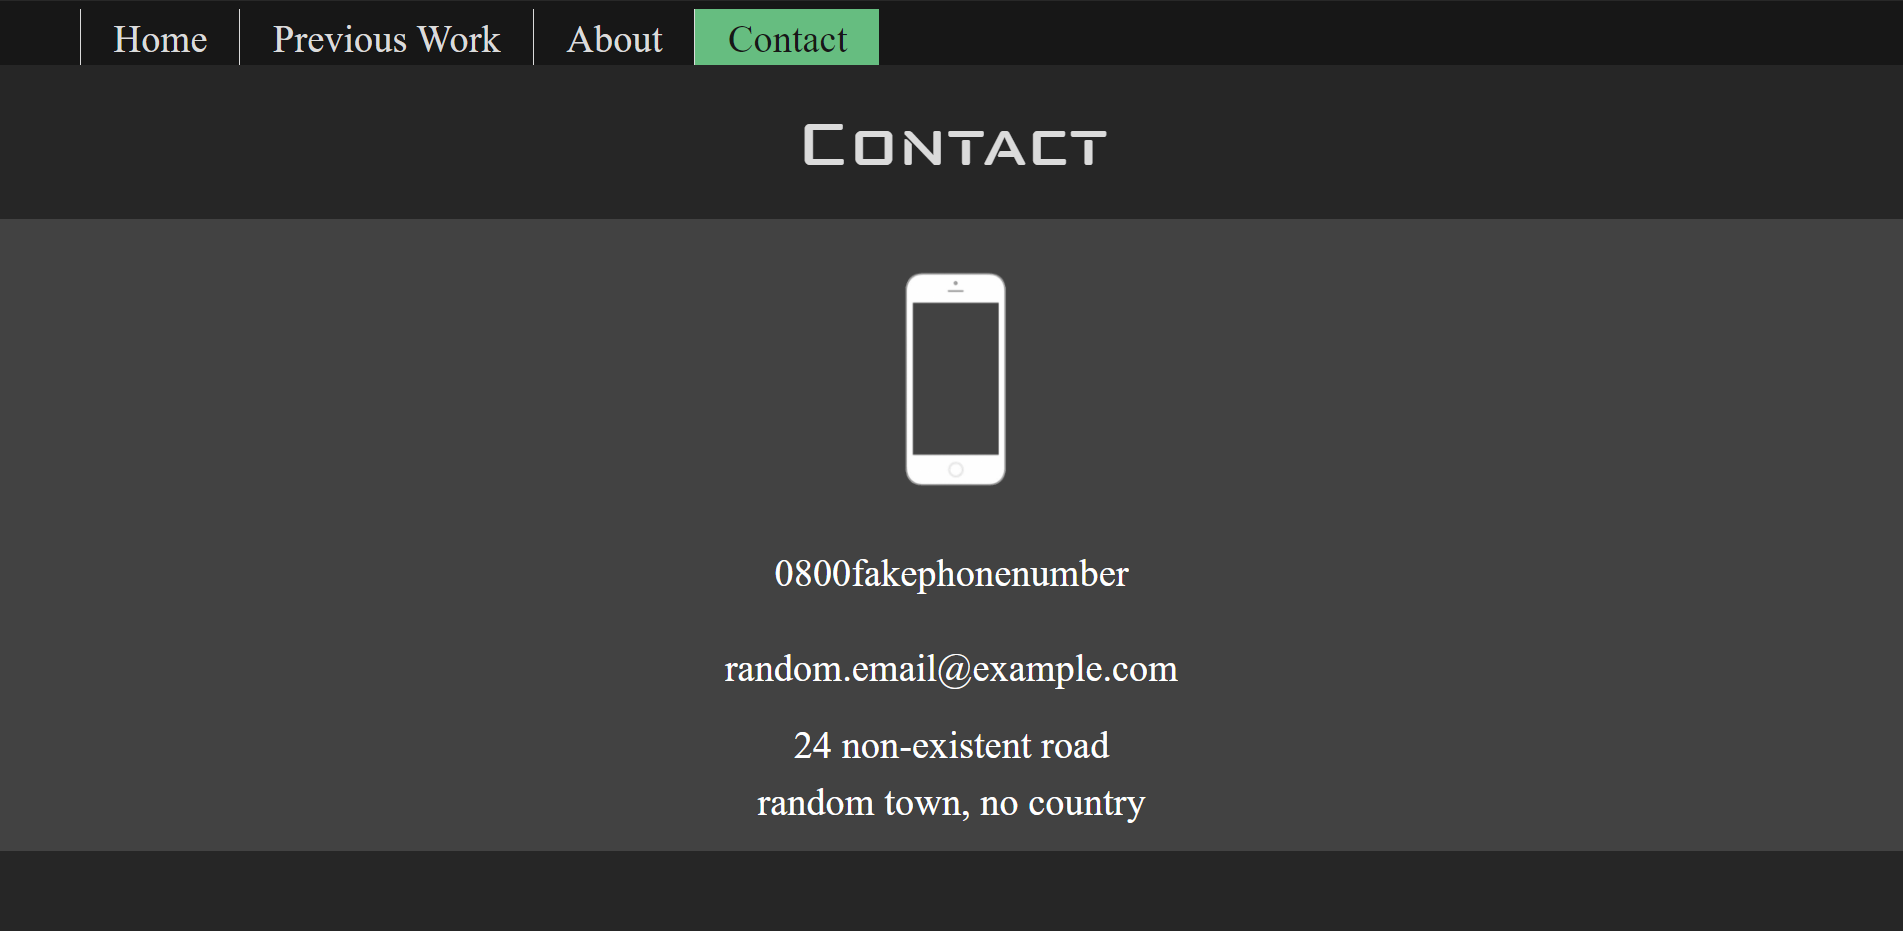 Home
Previous Work
About
Contact
Contact
0800fakephonenumber
random.email@example.com
24 non-existent road
random town, no country